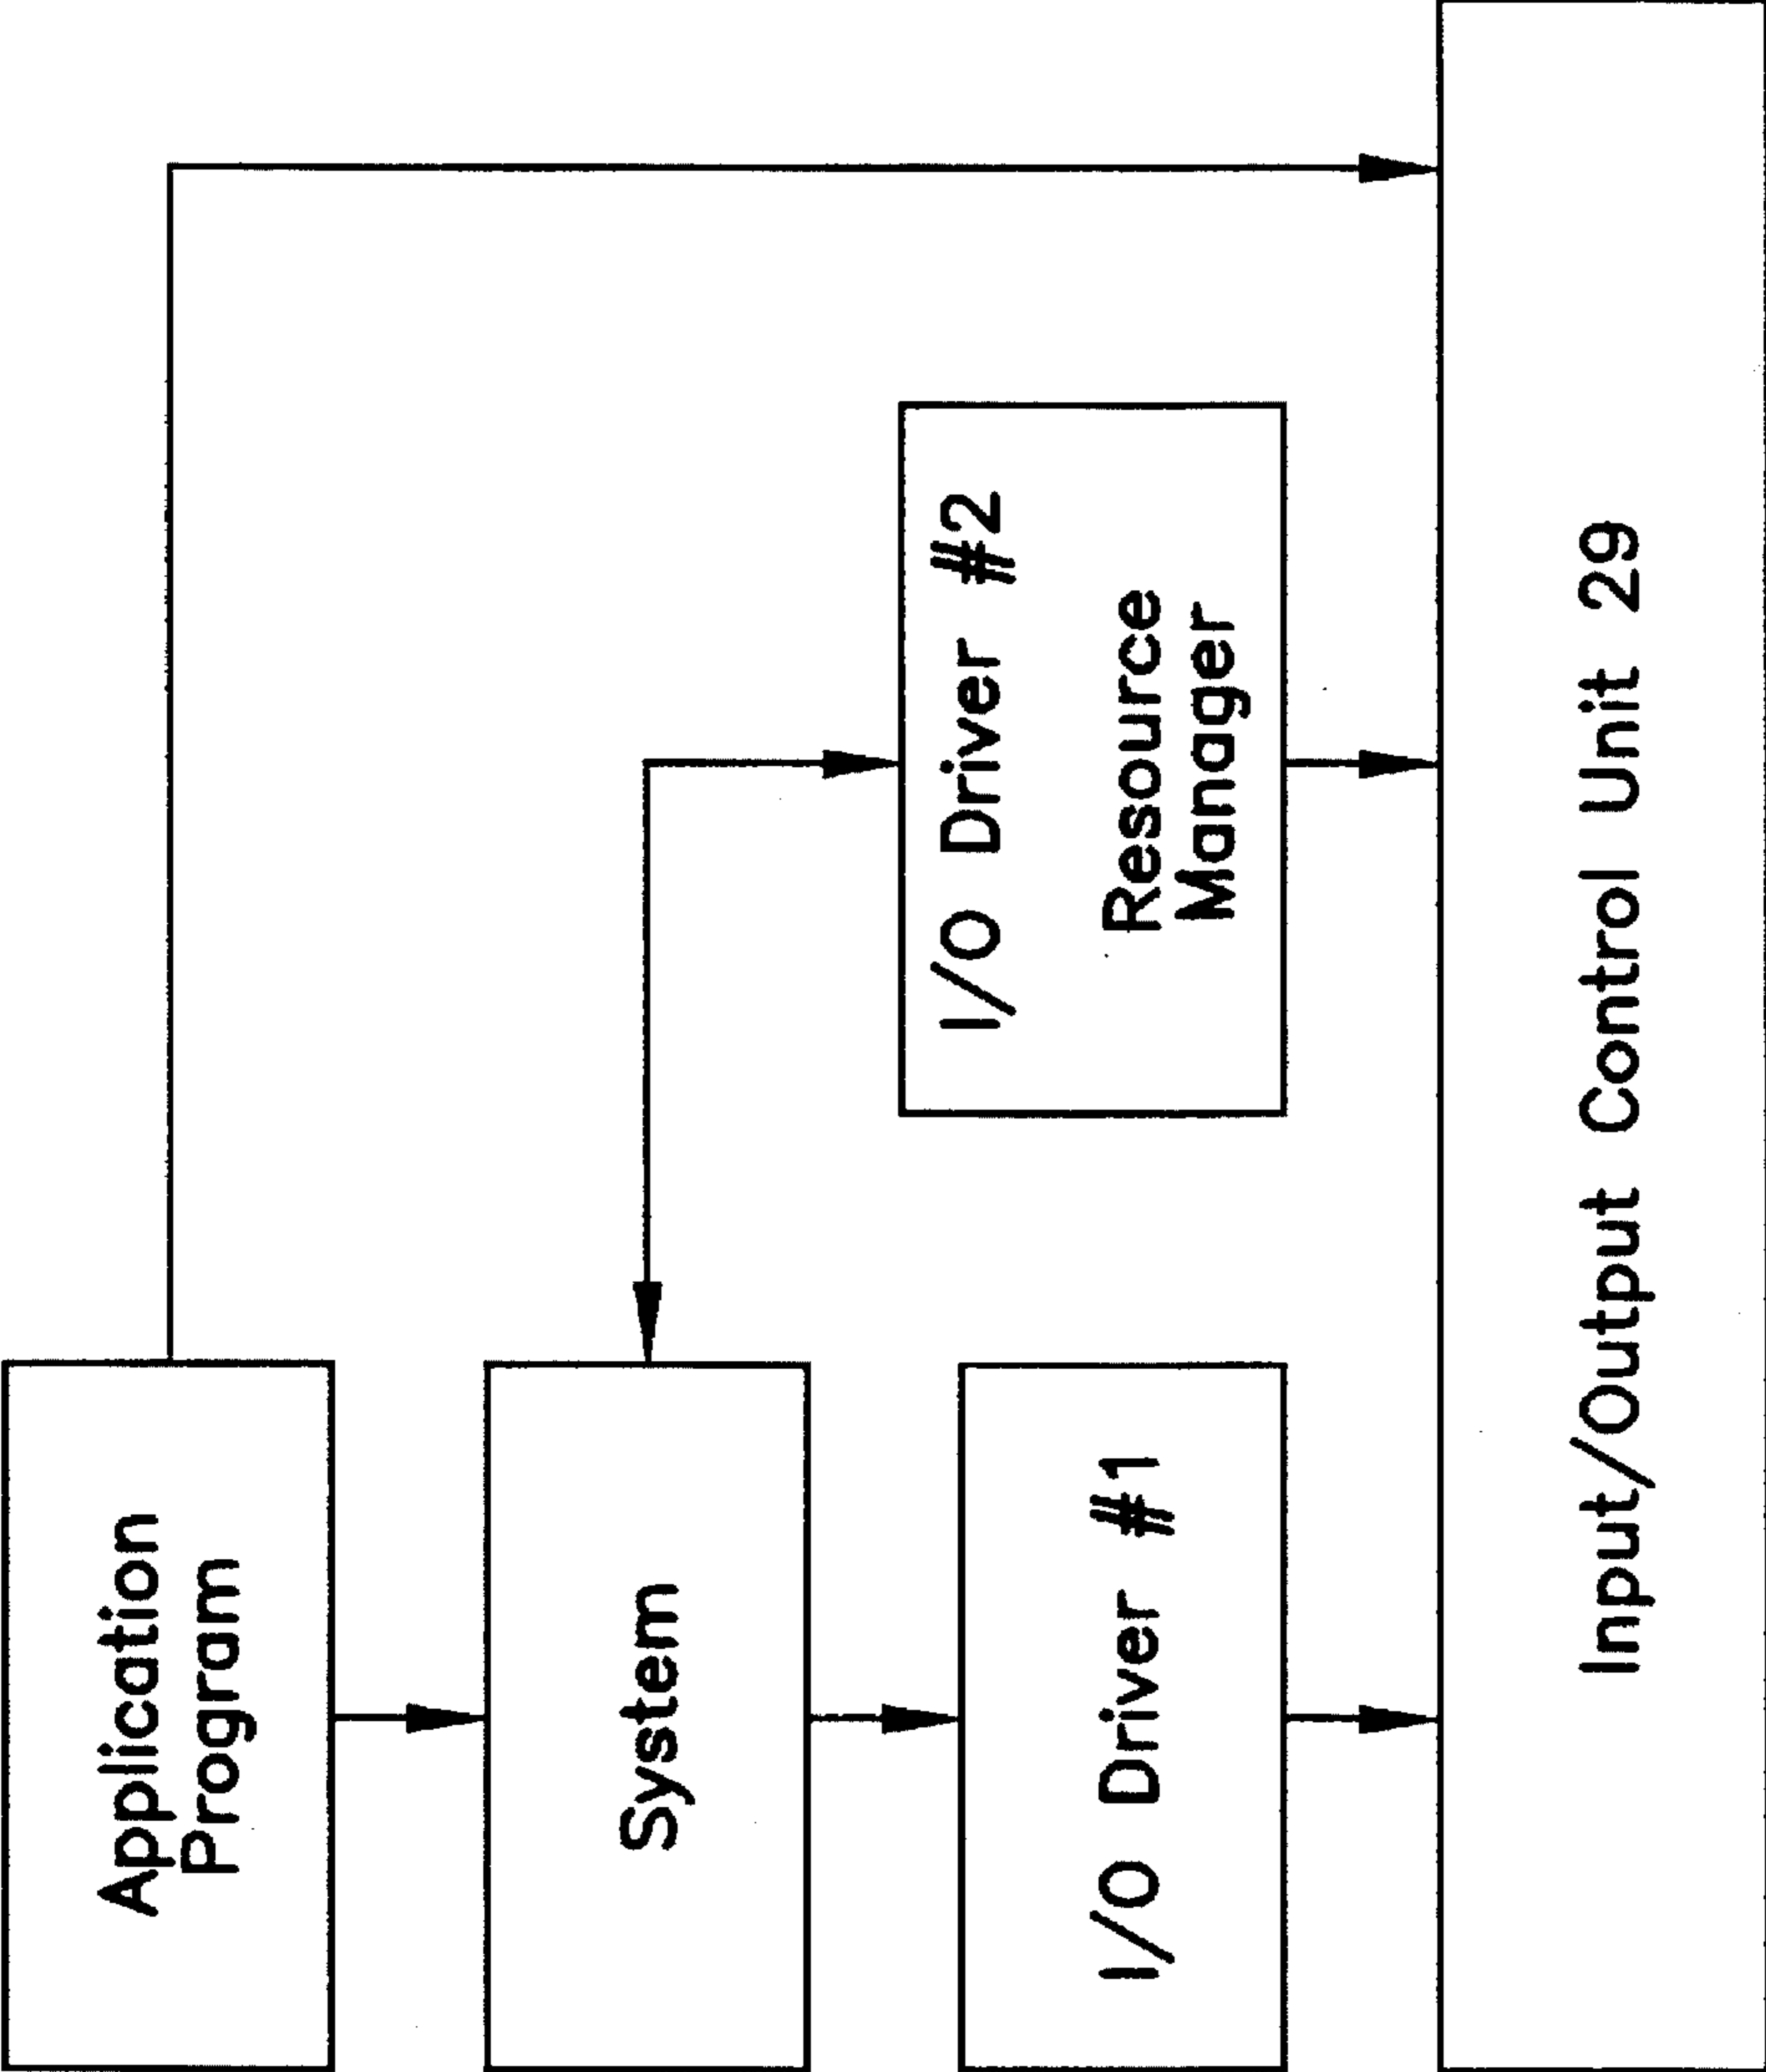 Application
Program
System
I/O Driver #1
I/O Driver #2
Resource
Manager
Input/Output Control Unit 29